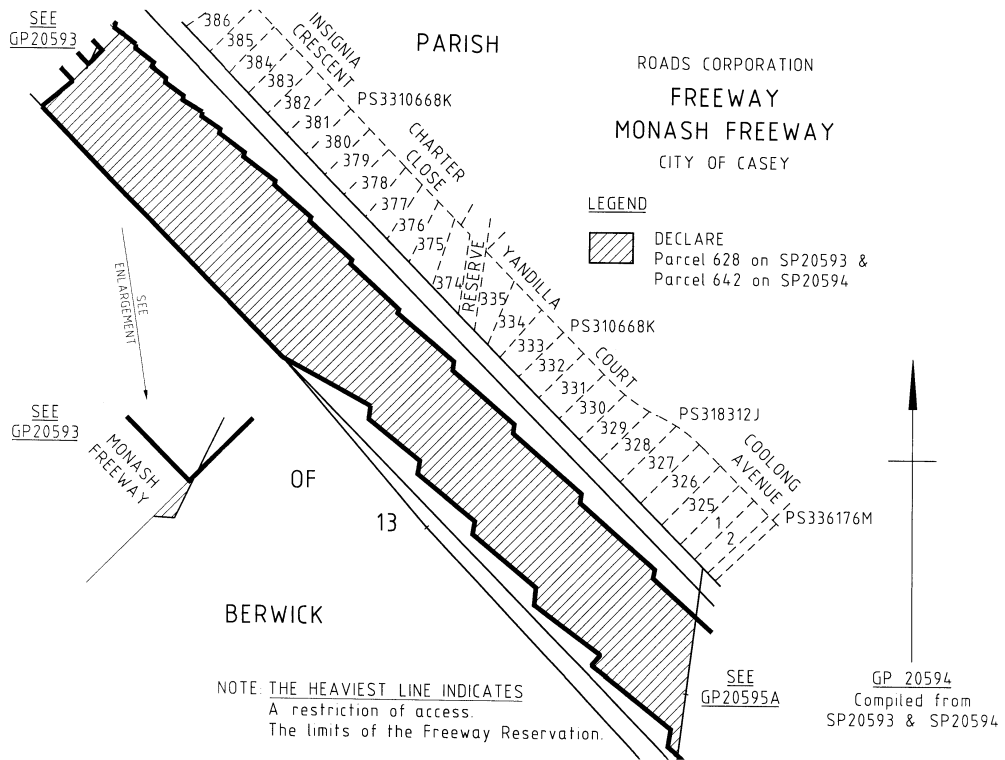 SEE
GP20593
PARISH
ROADS CORPORATION
FREEWAY
MONASH FREEWAY
CITY OF CASEY
LEGEND
DECLARE
Parcel 628 on SP20593 &
Parcel 642 on SP20594
INSIGNIA
CRESCENT
PS3310668K
CHARTER
CLOSE
386
385
384
383
382
381
380
379
378
377
376
375
374
RESERVE
335
334
333
332
331
330
329
328
327
326
325
1
2
YANDILLA
COURT
PS310668K
PS318312J
COOLONG
AVENUE
PS336176M
SEE
ENLARGEMENT
SEE
GP20593
MONASH
FREEWAY
OF
13
BERWICK
NOTE: THE HEAVIEST LINE INDICATES
A restriction of access.
The limits of the Freeway Reservation.
SEE
GP20595A
GP 20594
Compiled from
SP20593 & SP20594